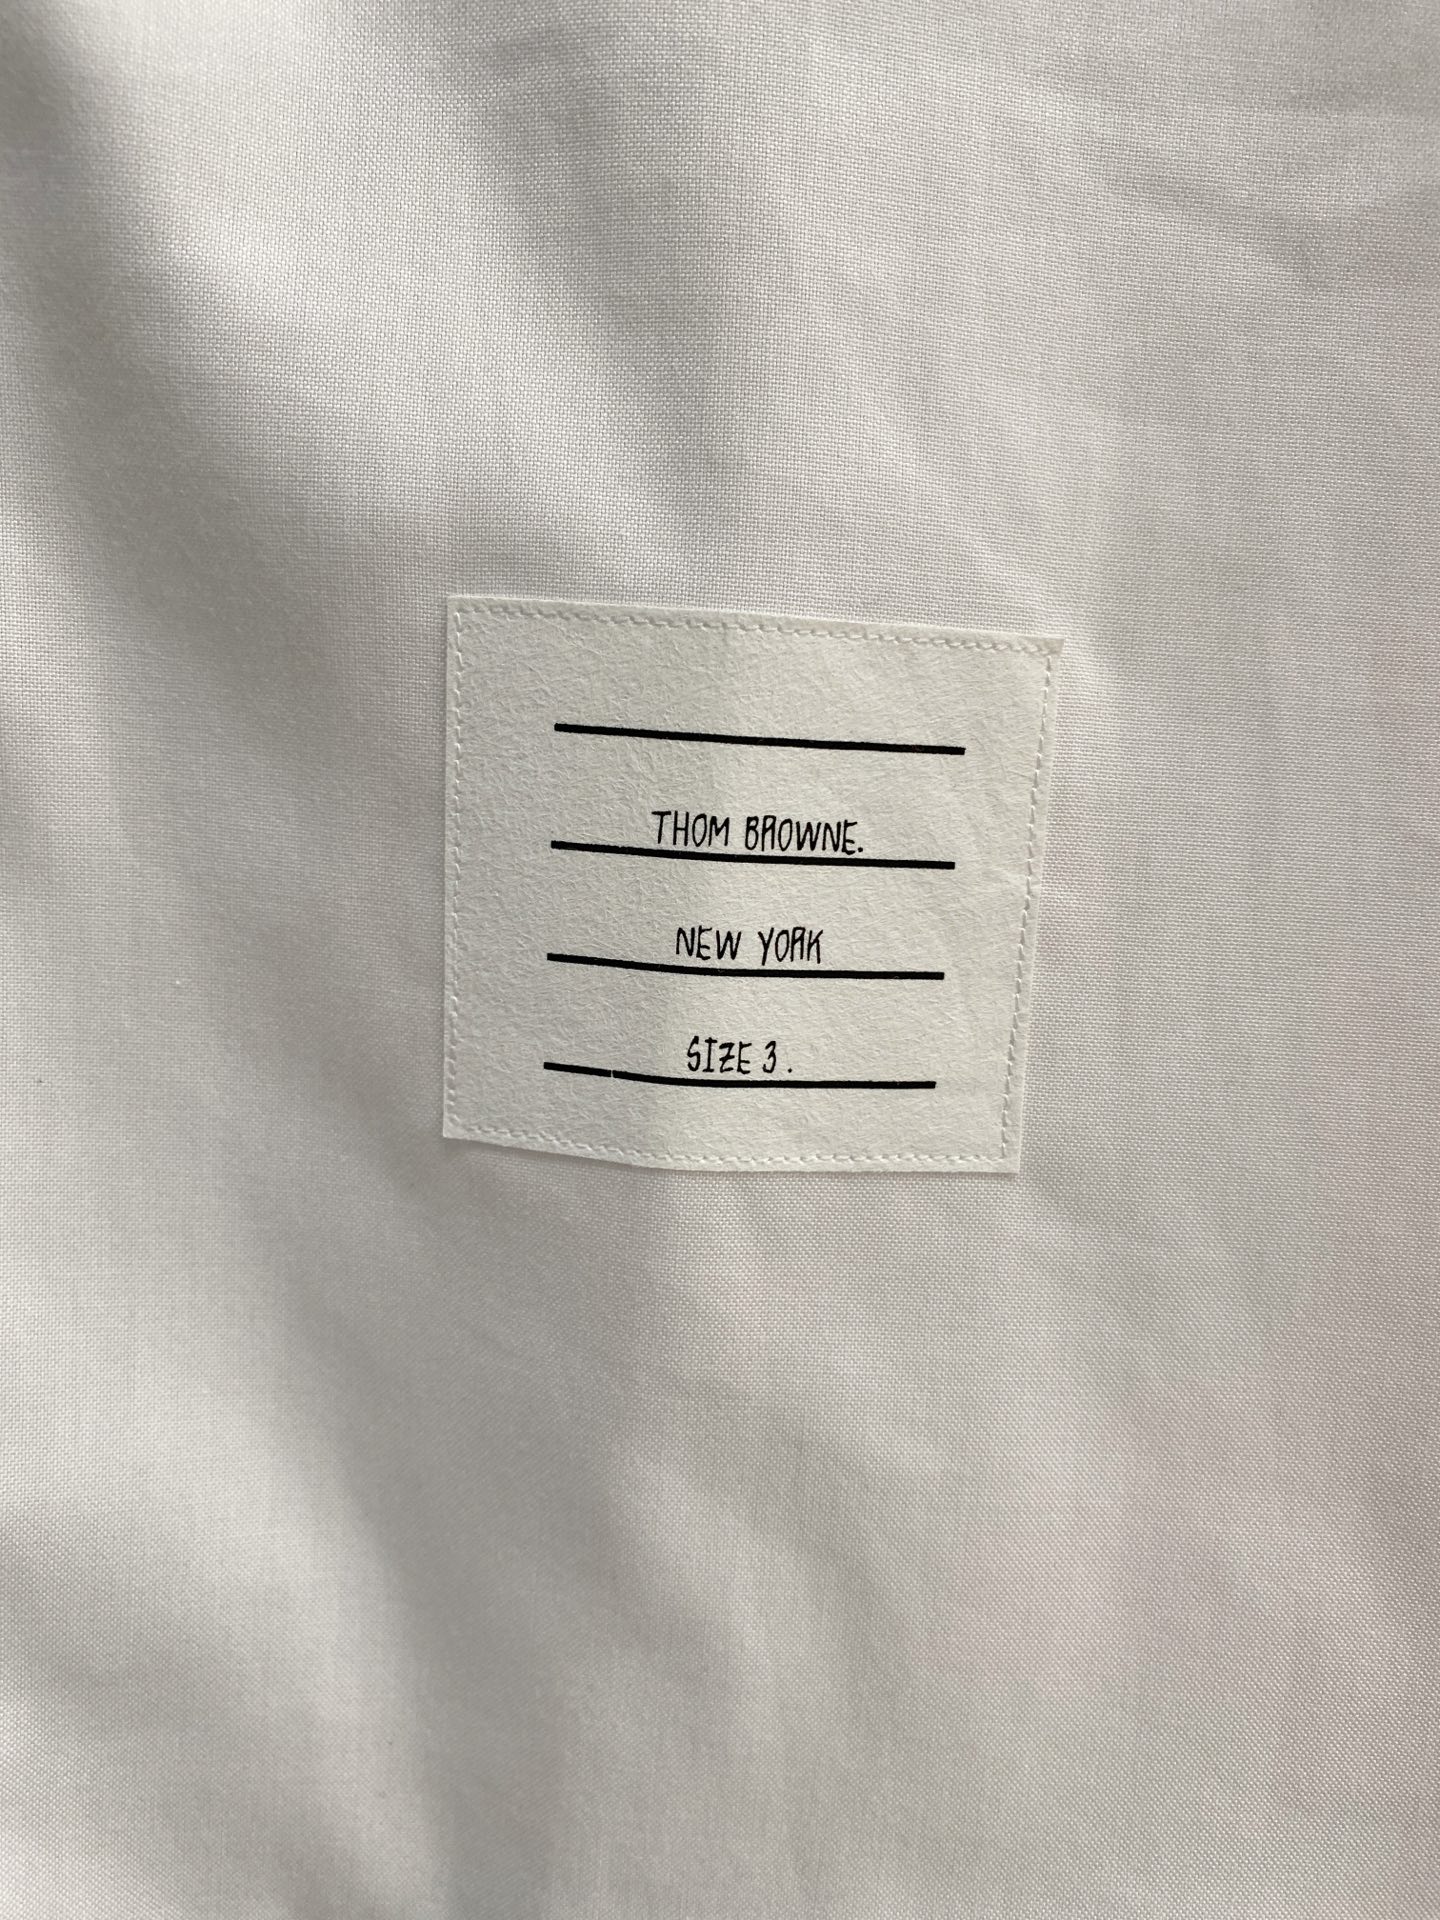 THOM BROWNE.
NEW YORK
SIZE 3.